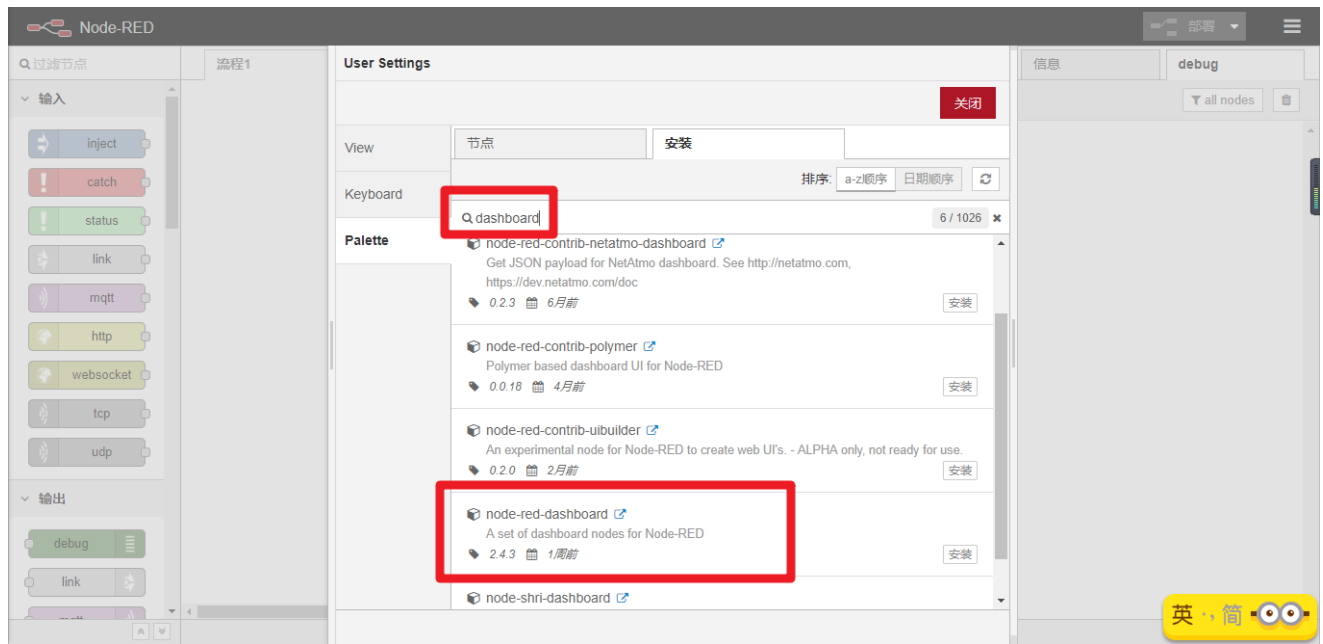 Node-RED
部署
过滤节点
流程1
User Settings
信息
debug
输入
关闭
all nodes
inject
View
节点
安装
catch
排序:
a-z顺序
日期顺序
Keyboard
status
dashboard
6 / 1026
Palette
node-red-contrib-netatmo-dashboard
link
Get JSON payload for NetAtmo dashboard. See http://netatmo.com,
https://dev.netatmo.com/doc
mqtt
0.2.3
6月前
安装
http
node-red-contrib-polymer
Polymer based dashboard UI for Node-RED
websocket
0.0.18
4月前
安装
tcp
node-red-contrib-uibuilder
An experimental node for Node-RED to create web UI's. - ALPHA only, not ready for use.
udp
0.2.0
2月前
安装
输出
node-red-dashboard
A set of dashboard nodes for Node-RED
debug
2.4.3
1周前
安装
link
node-shri-dashboard
英 ·, 简